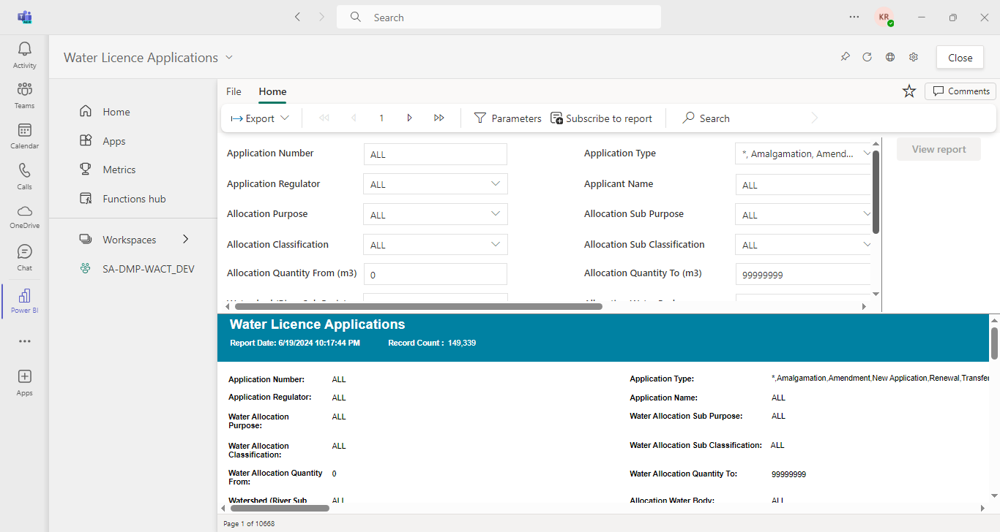 NEW
Search
KR
Activity
Teams
Calendar
Calls
OneDrive
Chat
Power BI
Apps
Water Licence Applications
Close
Home
Apps
Metrics
Functions hub
Workspaces
SA-DMP-WACT_DEV
File Home
Comments
Export 1 Parameters Subscribe to report Search
Application Number ALL Application Type *, Amalgamation, Amend... View report
Application Regulator ALL Applicant Name ALL
Allocation Purpose ALL Allocation Sub Purpose ALL
Allocation Classification ALL Allocation Sub Classification ALL
Allocation Quantity From (m3) 0 Allocation Quantity To (m3) 99999999
Water Licence Applications
Report Date: 6/19/2024 10:17:44 PM Record Count : 149,339
Application Number: ALL Application Type: *,Amalgamation,Amendment,New Application,Renewal,Transfer
Application Regulator: ALL Application Name: ALL
Water Allocation ALL Water Allocation Sub Purpose: ALL
Purpose:
Water Allocation ALL Water Allocation Sub Classification: ALL
Classification:
Water Allocation Quantity 0 Water Allocation Quantity To: 99999999
From:
Watershed (River Sub ALL Allocation Water Body: ALL
Page 1 of 10668